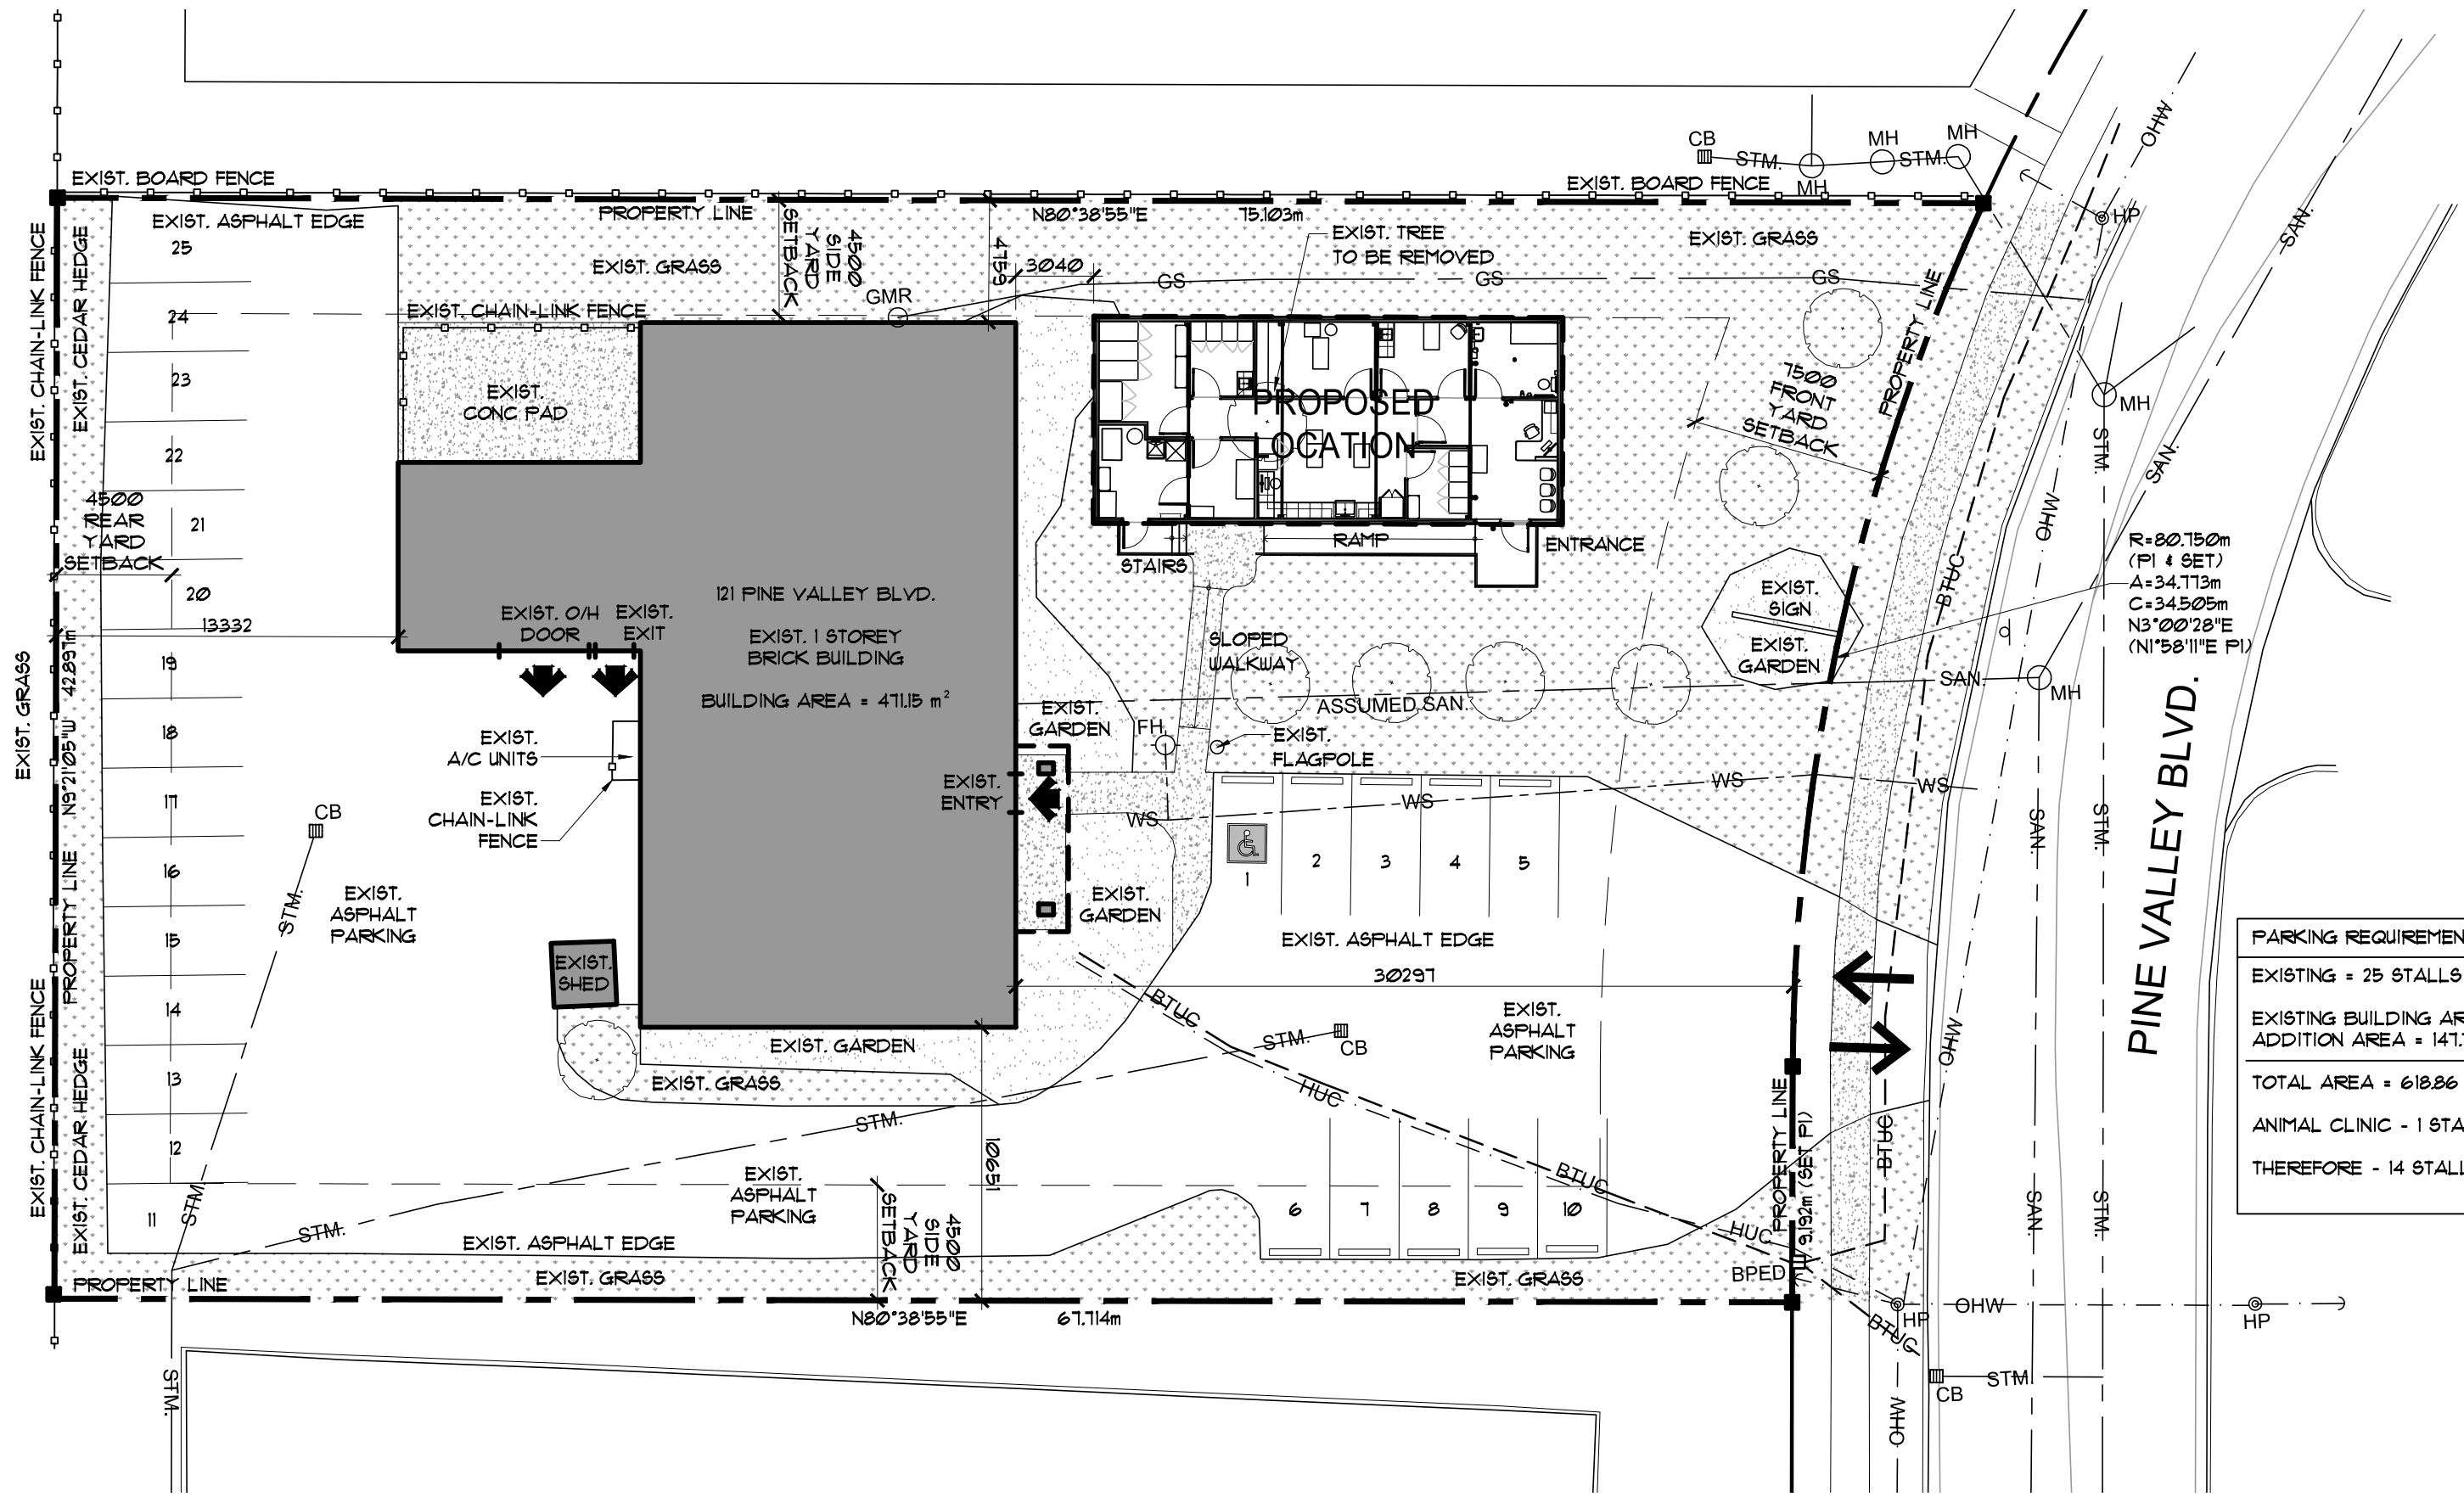 CB
STM.
MH
STM.
MH
MH
OHW
HP
SAN.
EXIST. BOARD FENCE
EXIST. BOARD FENCE
EXIST. ASPHALT EDGE
PROPERTY LINE
N80°38'55"E
75.103m
4500
SIDE
YARD
SETBACK
4759
3040
EXIST. TREE
TO BE REMOVED
EXIST. GRASS
EXIST. GRASS
GS
GS
GS
GMR
EXIST. CHAIN-LINK FENCE
EXIST. CEDAR HEDGE
EXIST. CHAIN-LINK FENCE
EXIST.
CONC PAD
25
24
23
22
21
20
19
18
17
16
15
14
13
12
11
4500
REAR
YARD
SETBACK
13332
PROPOSED
LOCATION
7500
FRONT
YARD
SETBACK
PROPERTY LINE
MH
STM.
SAN.
OHW
BTUC
RAMP
STAIRS
ENTRANCE
R=80.750m
(PI & SET)
A=34.773m
C=34.505m
N3°00'28"E
(N1°58'11"E PI)
EXIST.
SIGN
EXIST.
GARDEN
121 PINE VALLEY BLVD.
EXIST. 1 STOREY
BRICK BUILDING
BUILDING AREA = 471.15 m²
EXIST. O/H
DOOR
EXIST.
EXIT
SLOPED
WALKWAY
ASSUMED SAN.
SAN.
MH
EXIST.
GARDEN
FH
EXIST.
FLAGPOLE
EXIST.
A/C UNITS
EXIST.
CHAIN-LINK
FENCE
EXIST.
ENTRY
WS
WS
WS
WS
EXIST. GRASS
N9°21'05"W 42.897m
PROPERTY LINE
CB
STM.
EXIST.
ASPHALT
PARKING
1
2
3
4
5
EXIST.
GARDEN
EXIST. ASPHALT EDGE
30297
SAN.
STM.
PINE VALLEY BLVD.
EXIST.
SHED
BTUC
STM.
CB
EXIST.
ASPHALT
PARKING
HUC
OHW
EXIST. GARDEN
EXIST. GRASS
STM.
10651
EXIST. CHAIN-LINK FENCE
EXIST. CEDAR HEDGE
EXIST.
ASPHALT
PARKING
4500
SIDE
YARD
SETBACK
STM.
STM.
EXIST. ASPHALT EDGE
BTUC
6
7
8
9
10
PROPERTY LINE
9.192m (SET PI)
BTUC
HUC
BPED
SAN.
STM.
PROPERTY LINE
EXIST. GRASS
EXIST. GRASS
N80°38'55"E
67.714m
HP
OHW
HP
BTUC
CB
STM.
OHW
STM.
PARKING REQUIREMEN
EXISTING = 25 STALLS
EXISTING BUILDING AR
ADDITION AREA = 147.
TOTAL AREA = 618.86
ANIMAL CLINIC - 1 STA
THEREFORE - 14 STALL